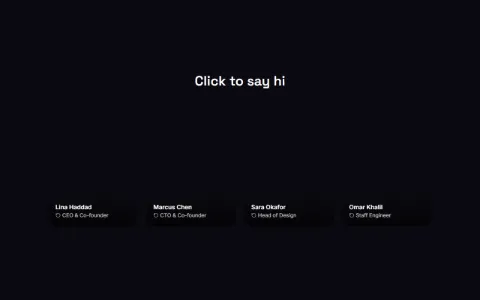 Click to say hi
Lina Haddad
CEO & Co-founder
Marcus Chen
CTO & Co-founder
Sara Okafor
Head of Design
Omar Khalil
Staff Engineer